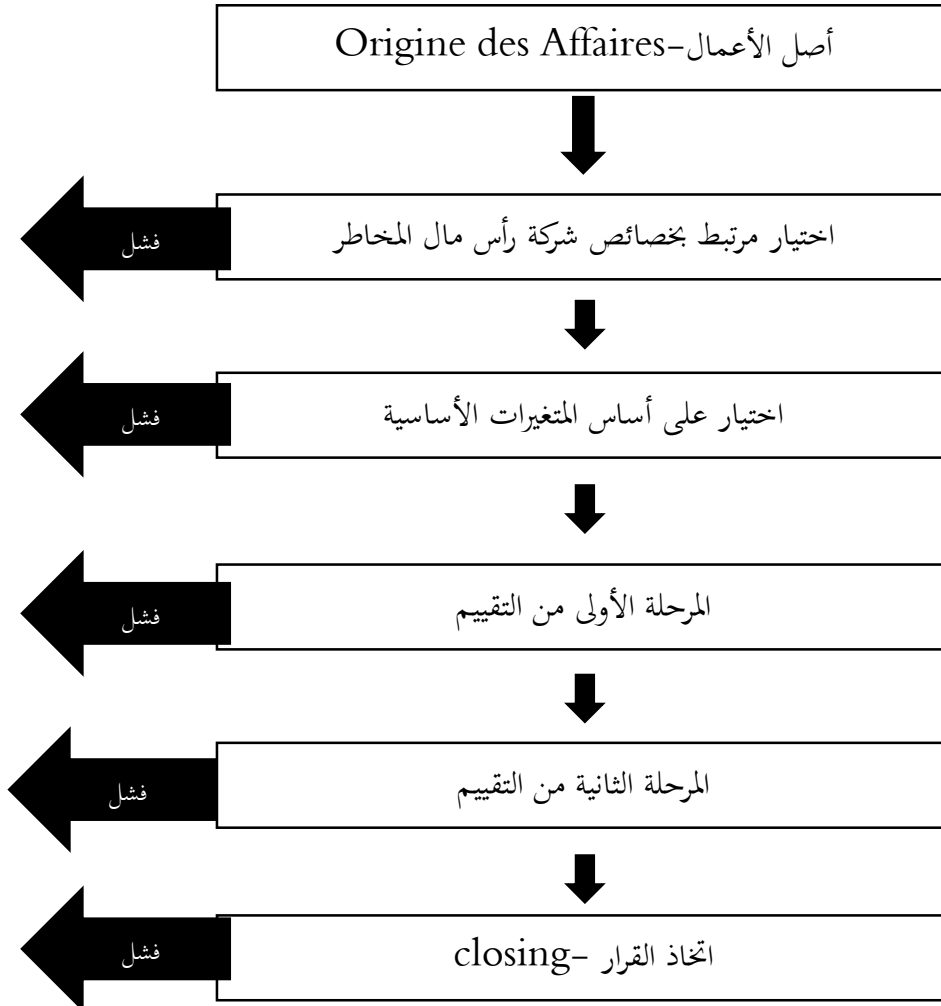 أصل الأعمال-Origine des Affaires
اختيار مرتبط بخصائص شركة رأس مال المخاطر
فشل
اختيار على أساس المتغيرات الأساسية
فشل
المرحلة الأولى من التقييم
فشل
المرحلة الثانية من التقييم
فشل
اتخاذ القرار -closing
فشل